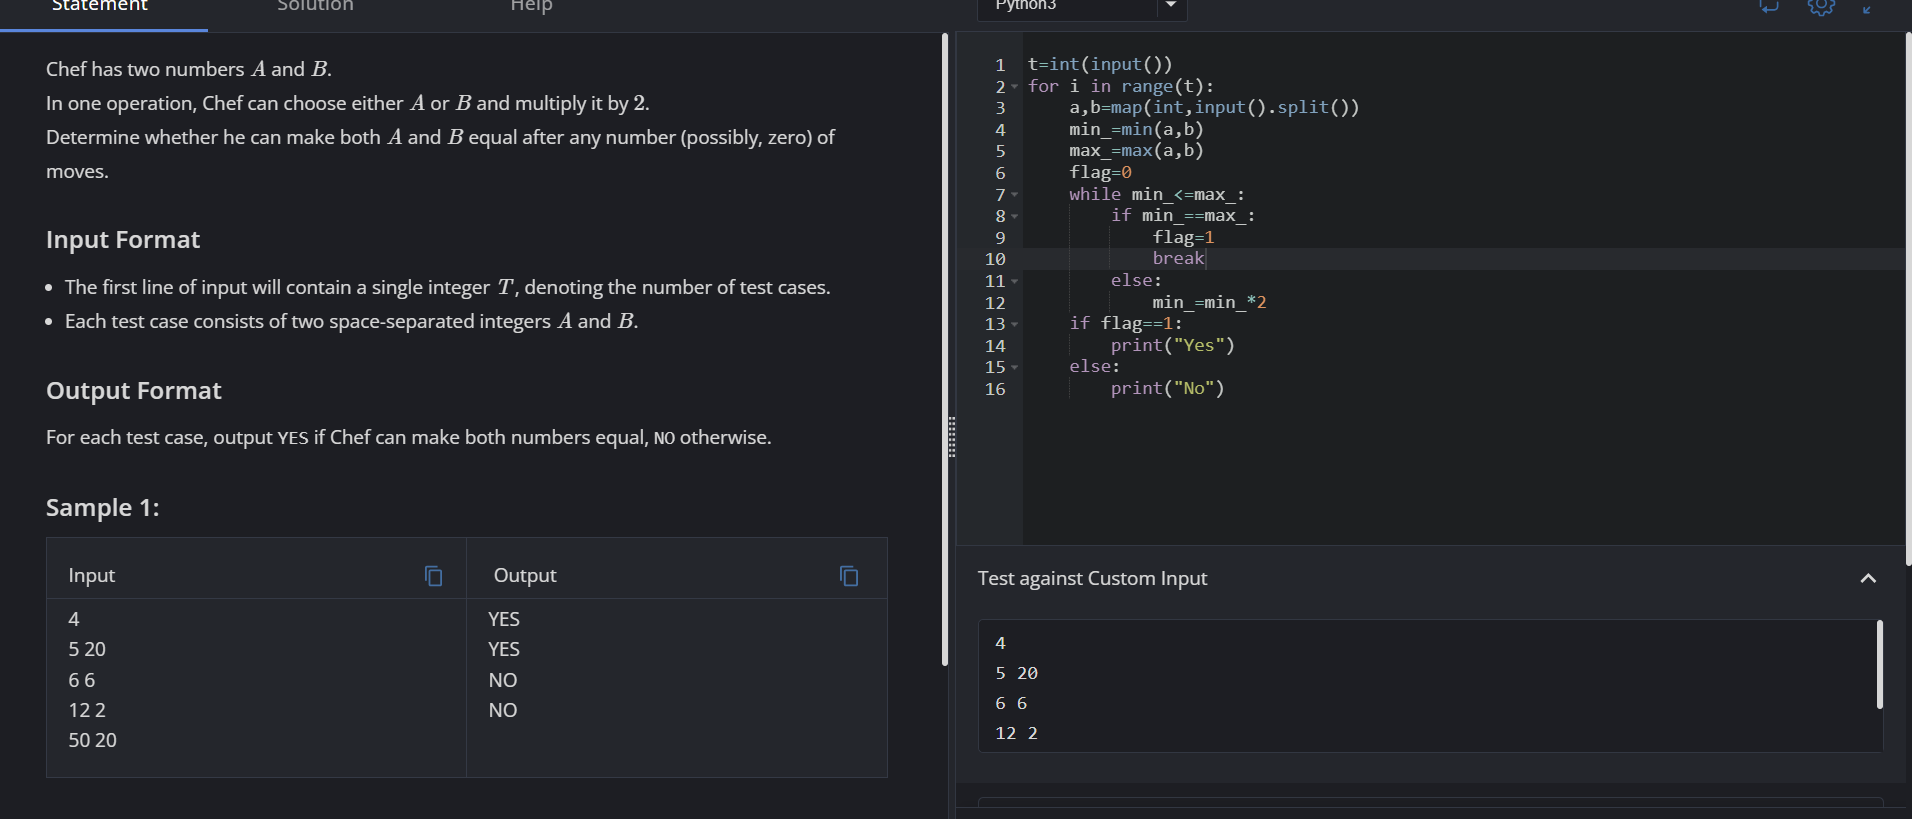 Statement
Solution
Help
Chef has two numbers A and B.
In one operation, Chef can choose either A or B and multiply it by 2.
Determine whether he can make both A and B equal after any number (possibly, zero) of
moves.
Input Format
• The first line of input will contain a single integer T, denoting the number of test cases.
• Each test case consists of two space-separated integers A and B.
Output Format
For each test case, output YES if Chef can make both numbers equal, NO otherwise.
Sample 1:
Input
Output
4
5 20
6 6
12 2
50 20
YES
YES
NO
NO
Python3
1 t=int(input())
2 for i in range(t):
3     a,b=map(int,input().split())
4     min_=min(a,b)
5     max_=max(a,b)
6     flag=0
7     while min_<=max_:
8         if min_==max_:
9             flag=1
10             break
11         else:
12             min_=min_*2
13     if flag==1:
14         print("Yes")
15     else:
16         print("No")
Test against Custom Input
4
5 20
6 6
12 2